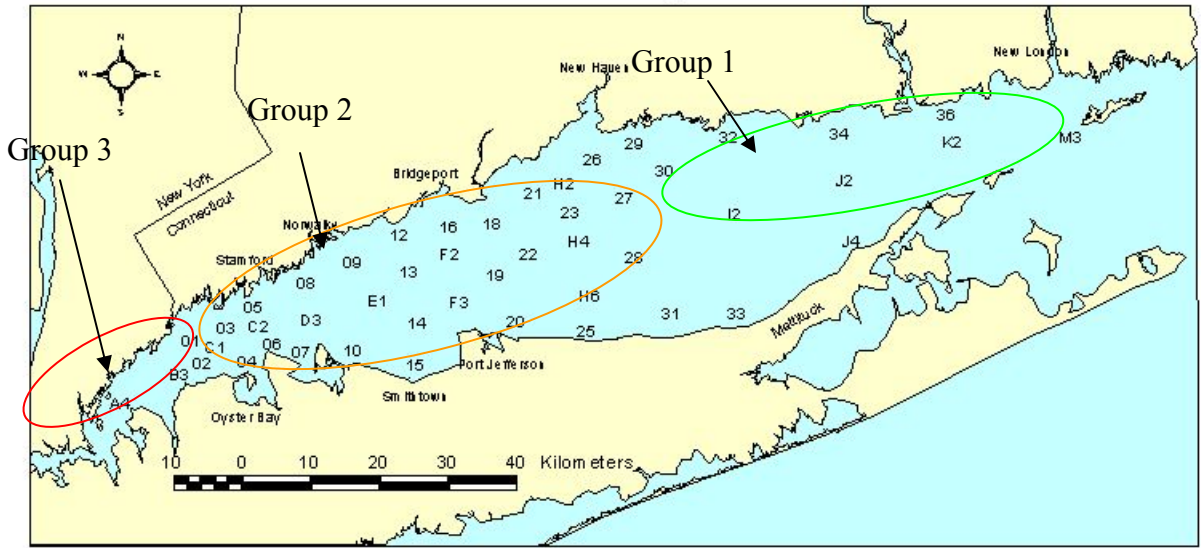 N
W E
S
New London
New Haven
Group 1
Group 2
Group 3
36
32
34
K2
M3
29
26
30
J2
Bridgeport
H2
21
27
I2
23
New York
Connecticut
Norwalk
12
16
18
H4
J4
F2
22
28
Stamford
09
13
19
08
E1
F3
H6
05
D3
14
20
31
33
Mattituck
03
C2
25
01
C1
06
07
10
Port Jefferson
02
04
15
B3
A4
Oyster Bay
Smithtown
10 0 10 20 30 40 Kilometers